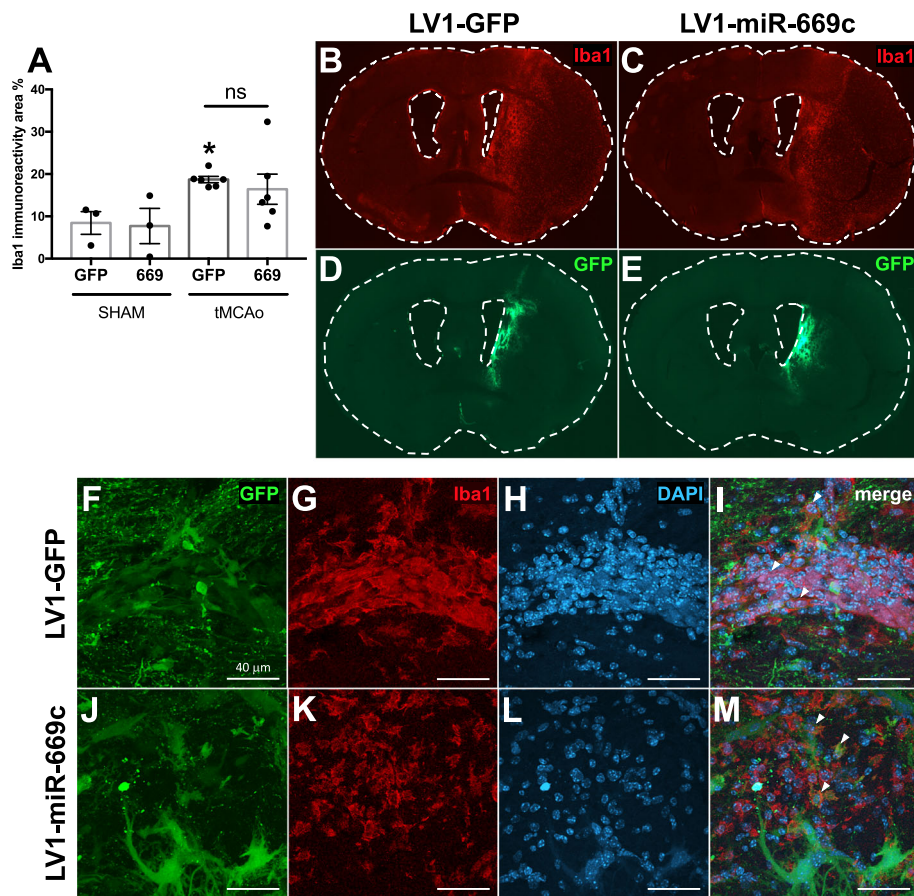 LV1-GFP LV1-miR-669c
A
Iba1 immunoreactivity area %
40
30
20
10
0
ns
*
GFP 669 GFP 669
SHAM tMCAo
B Iba1
C Iba1
D GFP
E GFP
LV1-GFP
F GFP
40 µm
G Iba1
H DAPI
I merge
LV1-miR-669c
J
K
L
M